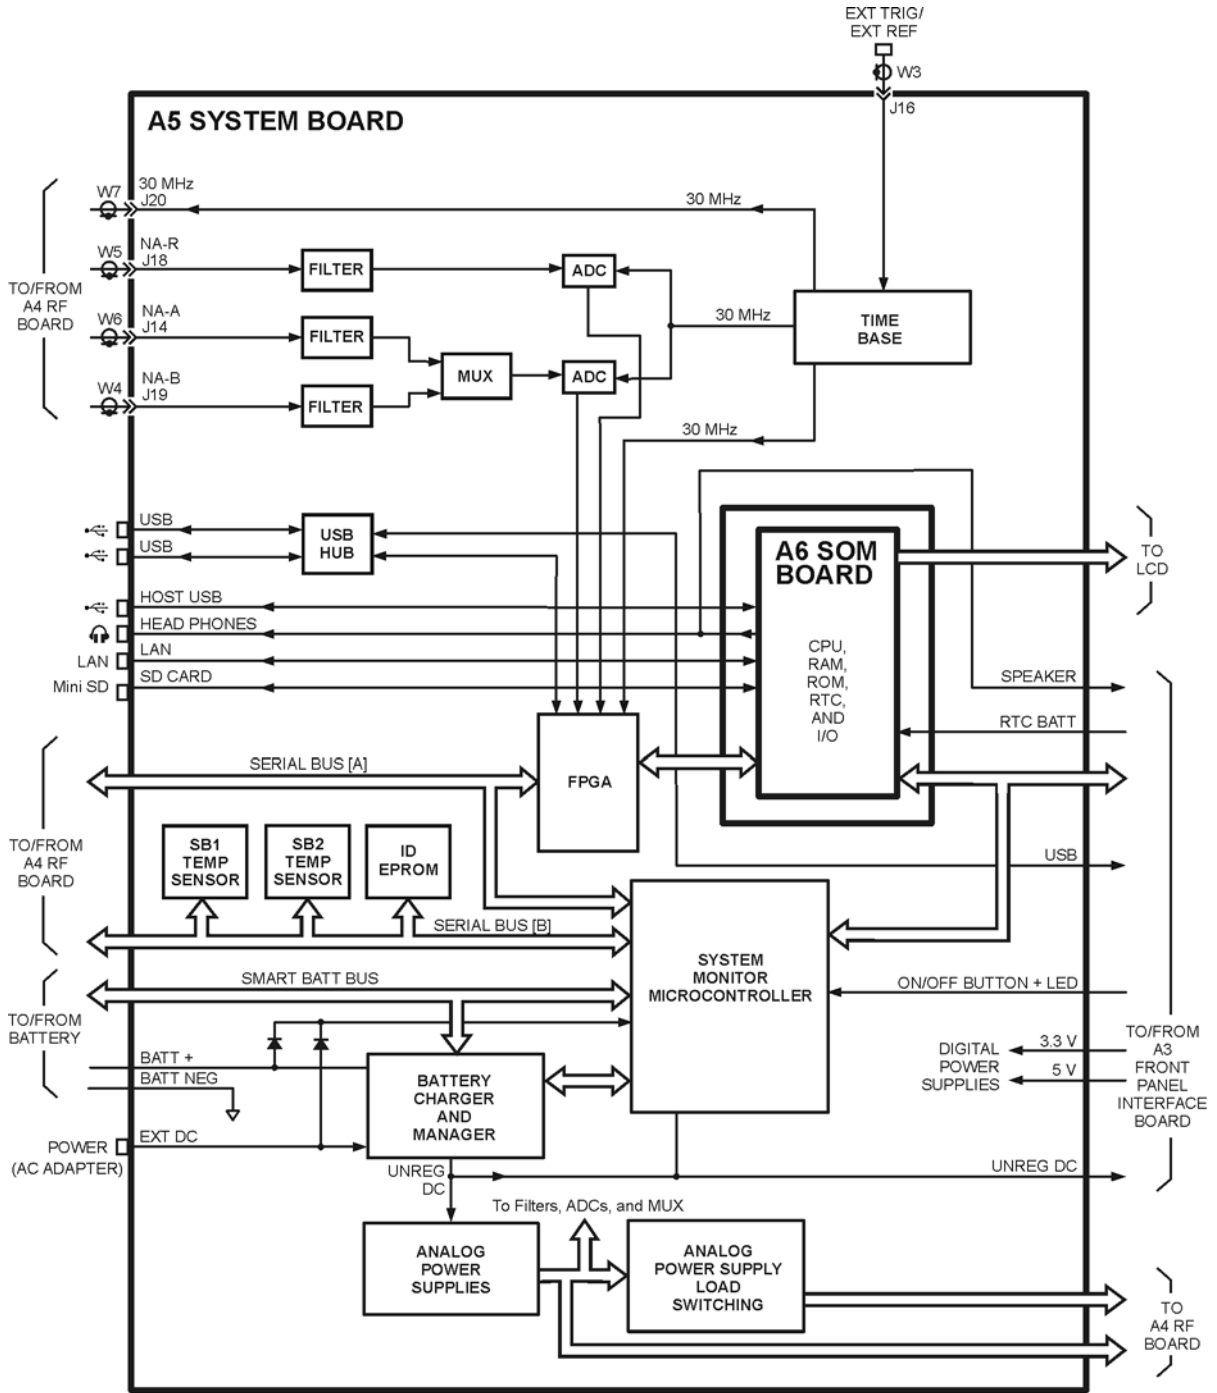 EXT TRIG/
EXT REF
W3
J16
A5 SYSTEM BOARD
W7
30 MHz
J20
30 MHz
W5
NA-R
J18
FILTER
ADC
TO/FROM
A4 RF
BOARD
W6
NA-A
J14
FILTER
30 MHz
TIME
BASE
MUX
ADC
W4
NA-B
J19
FILTER
30 MHz
USB
USB
USB
HUB
A6 SOM
BOARD
TO
LCD
HOST USB
HEAD PHONES
LAN
LAN
Mini SD
SD CARD
CPU,
RAM,
ROM,
RTC,
AND
I/O
SPEAKER
RTC BATT
SERIAL BUS [A]
FPGA
TO/FROM
A4 RF
BOARD
SB1
TEMP
SENSOR
SB2
TEMP
SENSOR
ID
EPROM
USB
SERIAL BUS [B]
SYSTEM
MONITOR
MICROCONTROLLER
SMART BATT BUS
ON/OFF BUTTON + LED
TO/FROM
BATTERY
BATT +
BATT NEG
BATTERY
CHARGER
AND
MANAGER
DIGITAL
POWER
SUPPLIES
3.3 V
5 V
TO/FROM
A3
FRONT
PANEL
INTERFACE
BOARD
POWER
(AC ADAPTER)
EXT DC
UNREG
DC
UNREG DC
To Filters, ADCs, and MUX
ANALOG
POWER
SUPPLIES
ANALOG
POWER SUPPLY
LOAD
SWITCHING
TO
A4 RF
BOARD